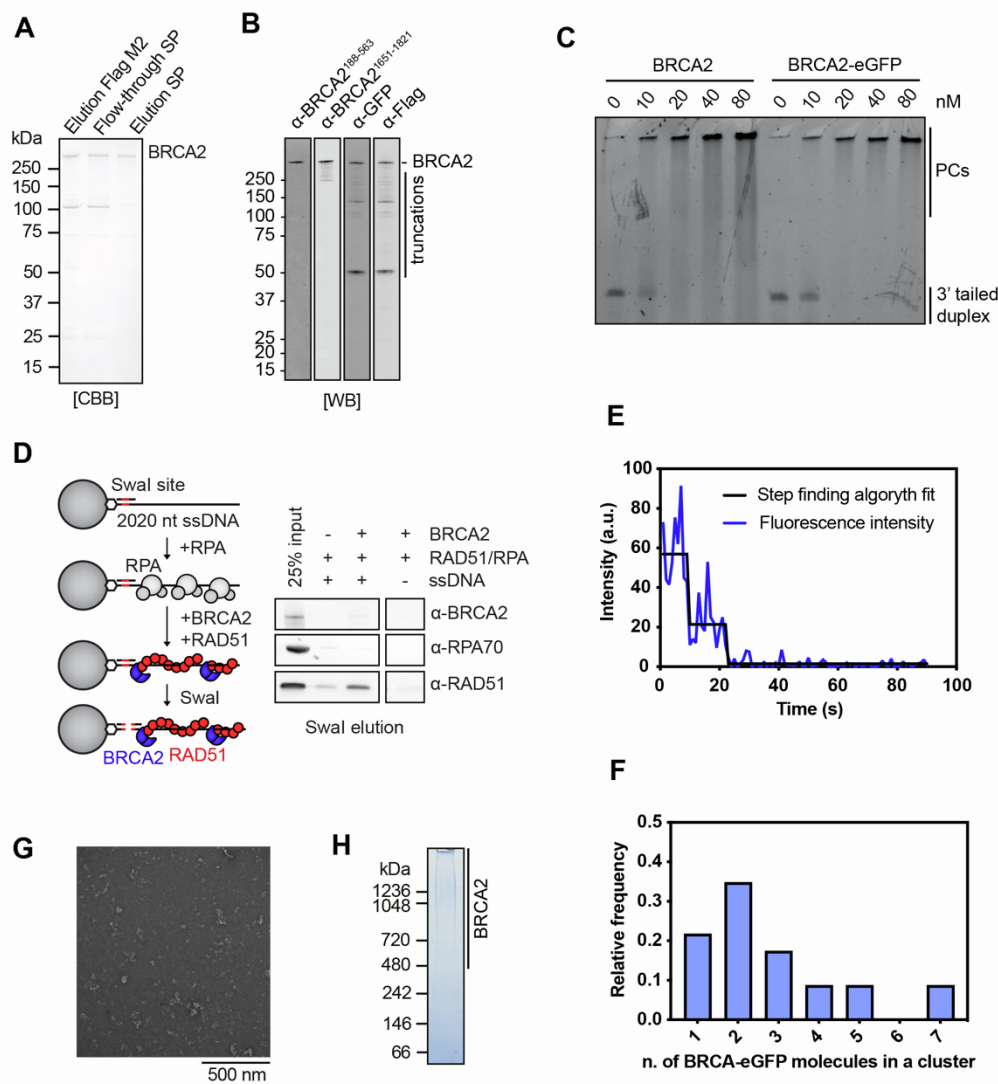 A
Elution Flag M2
Flow-through SP
Elution SP
kDa
BRCA2
250
150
100
75
50
37
25
15
[CBB]
B
α-BRCA2188-563
α-BRCA21651-1821
α-GFP
α-Flag
- BRCA2
250
150
100
75
50
37
25
20
15
truncations
[WB]
C
BRCA2
BRCA2-eGFP
0 10 20 40 80 0 10 20 40 80 nM
PCs
3' tailed
duplex
D
SwaI site
2020 nt ssDNA
+RPA
RPA
+BRCA2
+RAD51
SwaI
BRCA2 RAD51
25% input
- + + BRCA2
+ + + RAD51/RPA
+ + - ssDNA
α-BRCA2
α-RPA70
α-RAD51
SwaI elution
E
Step finding algoryth fit
Fluorescence intensity
Intensity (a.u.)
100
80
60
40
20
0
0 20 40 60 80 100
Time (s)
F
Relative frequency
0.5
0.4
0.3
0.2
0.1
0.0
1 2 3 4 5 6 7
n. of BRCA-eGFP molecules in a cluster
G
500 nm
H
kDa
1236
1048
720
480
242
146
66
BRCA2